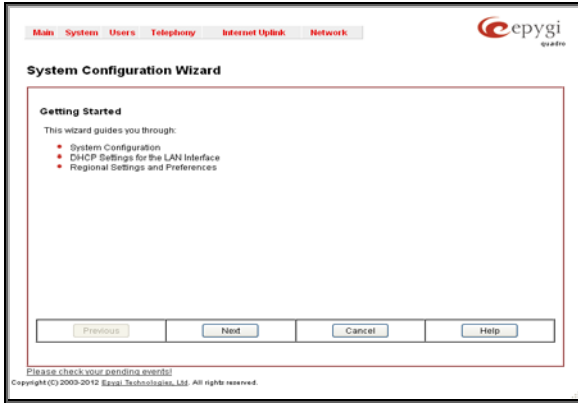 Main System Users Telephony Internet Uplink Network
epygi
quadro
System Configuration Wizard
Getting Started
This wizard guides you through:
System Configuration
DHCP Settings for the LAN Interface
Regional Settings and Preferences
Previous Next Cancel Help
Please check your pending events!
Copyright (C) 2003-2012 Epygi Technologies, Ltd. All rights reserved.